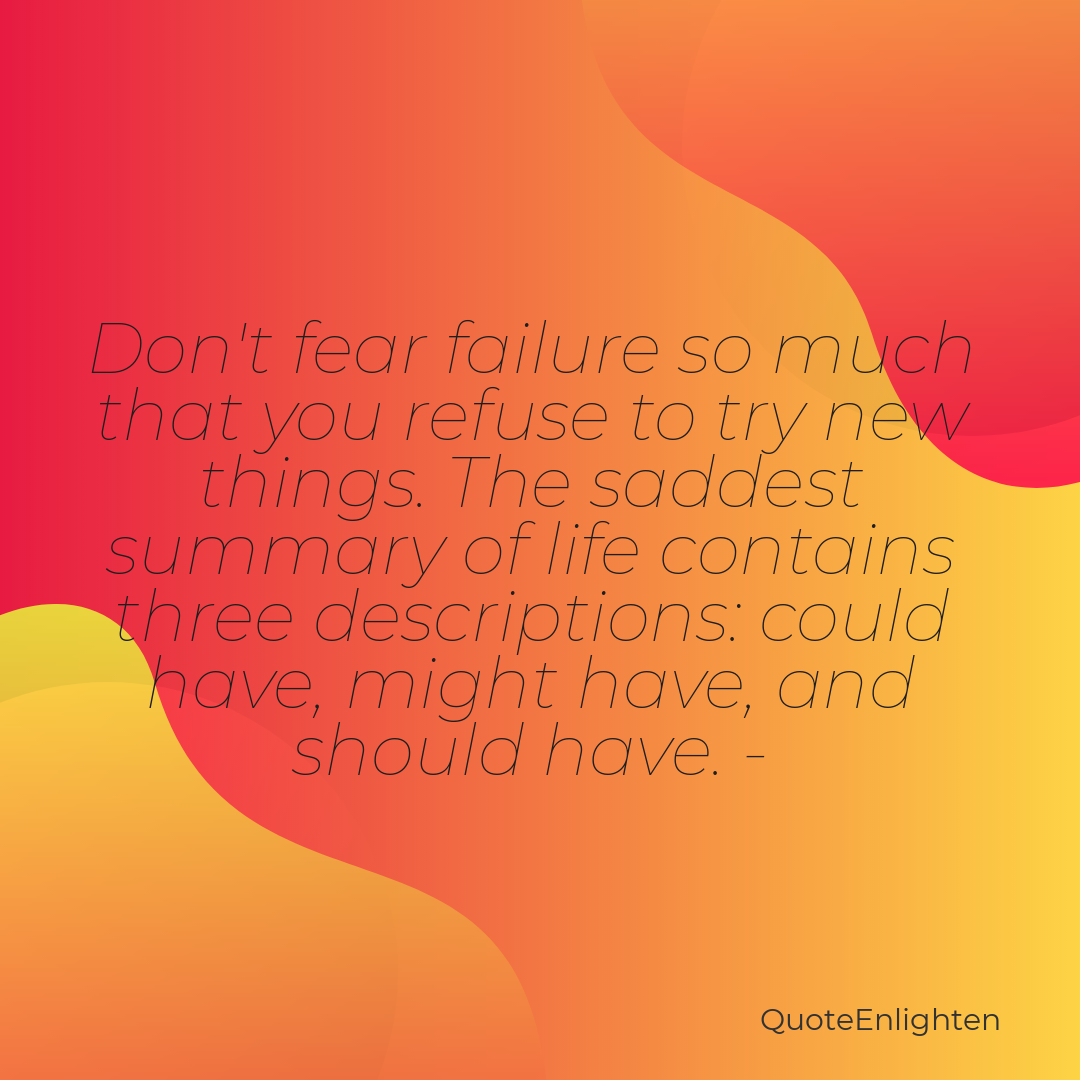 Don't fear failure so much
that you refuse to try new
things. The saddest
summary of life contains
three descriptions: could
have, might have, and
should have. -
QuoteEnlighten